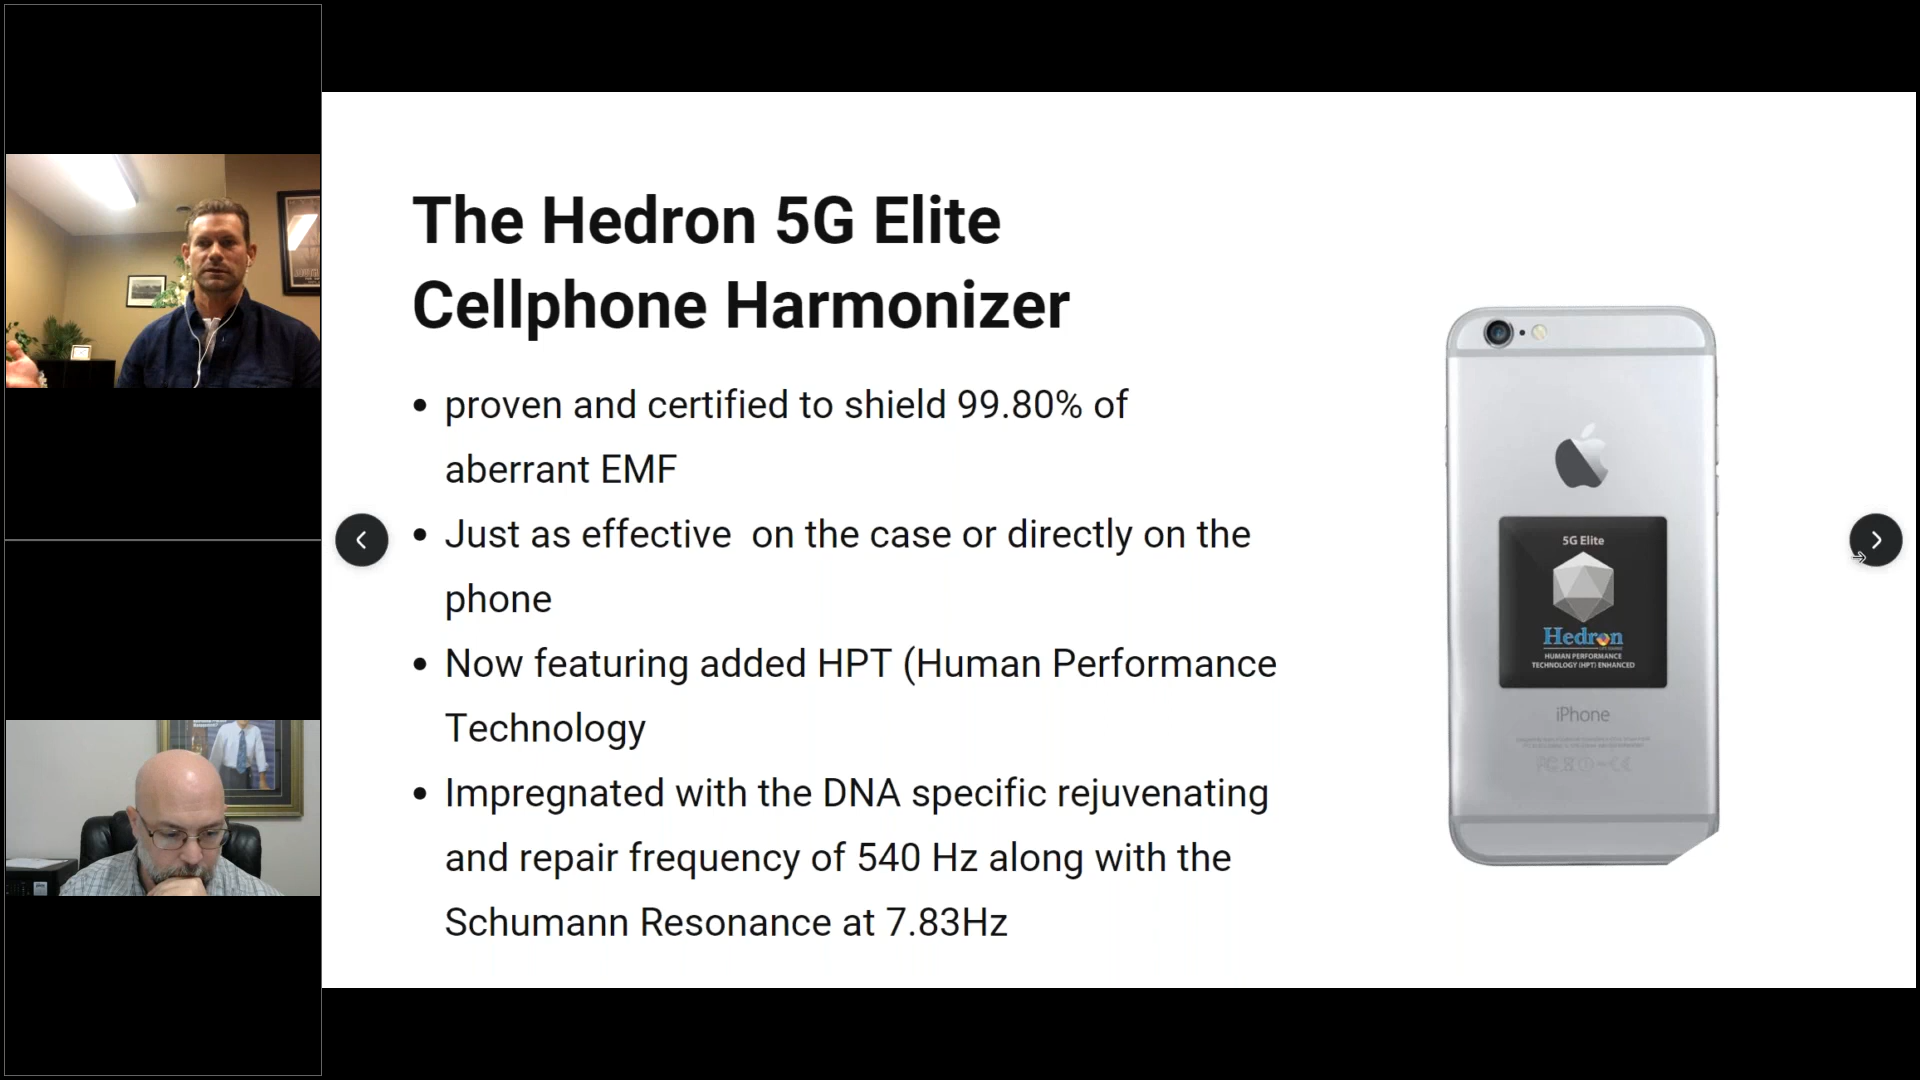 The Hedron 5G Elite
Cellphone Harmonizer
• proven and certified to shield 99.80% of
aberrant EMF
• Just as effective  on the case or directly on the
phone
• Now featuring added HPT (Human Performance
Technology
• Impregnated with the DNA specific rejuvenating
and repair frequency of 540 Hz along with the
Schumann Resonance at 7.83Hz
5G Elite
Hedron
HUMAN PERFORMANCE
TECHNOLOGY (HPT) ENHANCED
iPhone